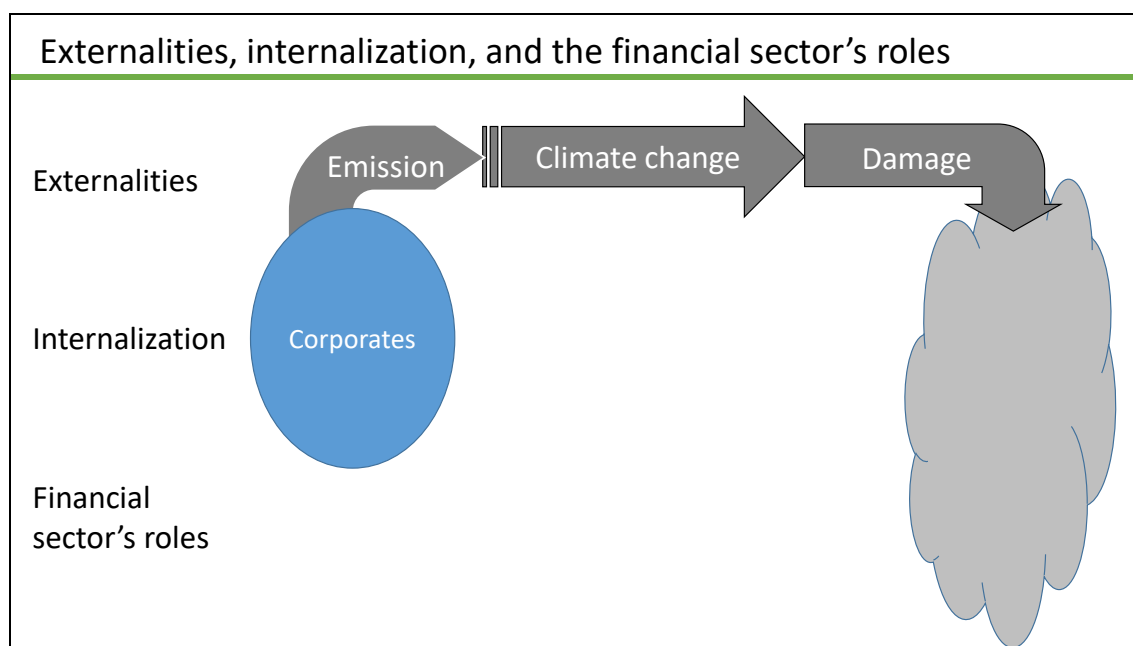 Externalities, internalization, and the financial sector’s roles
Emission
Climate change
Damage
Externalities
Internalization
Corporates
Financial
sector’s roles